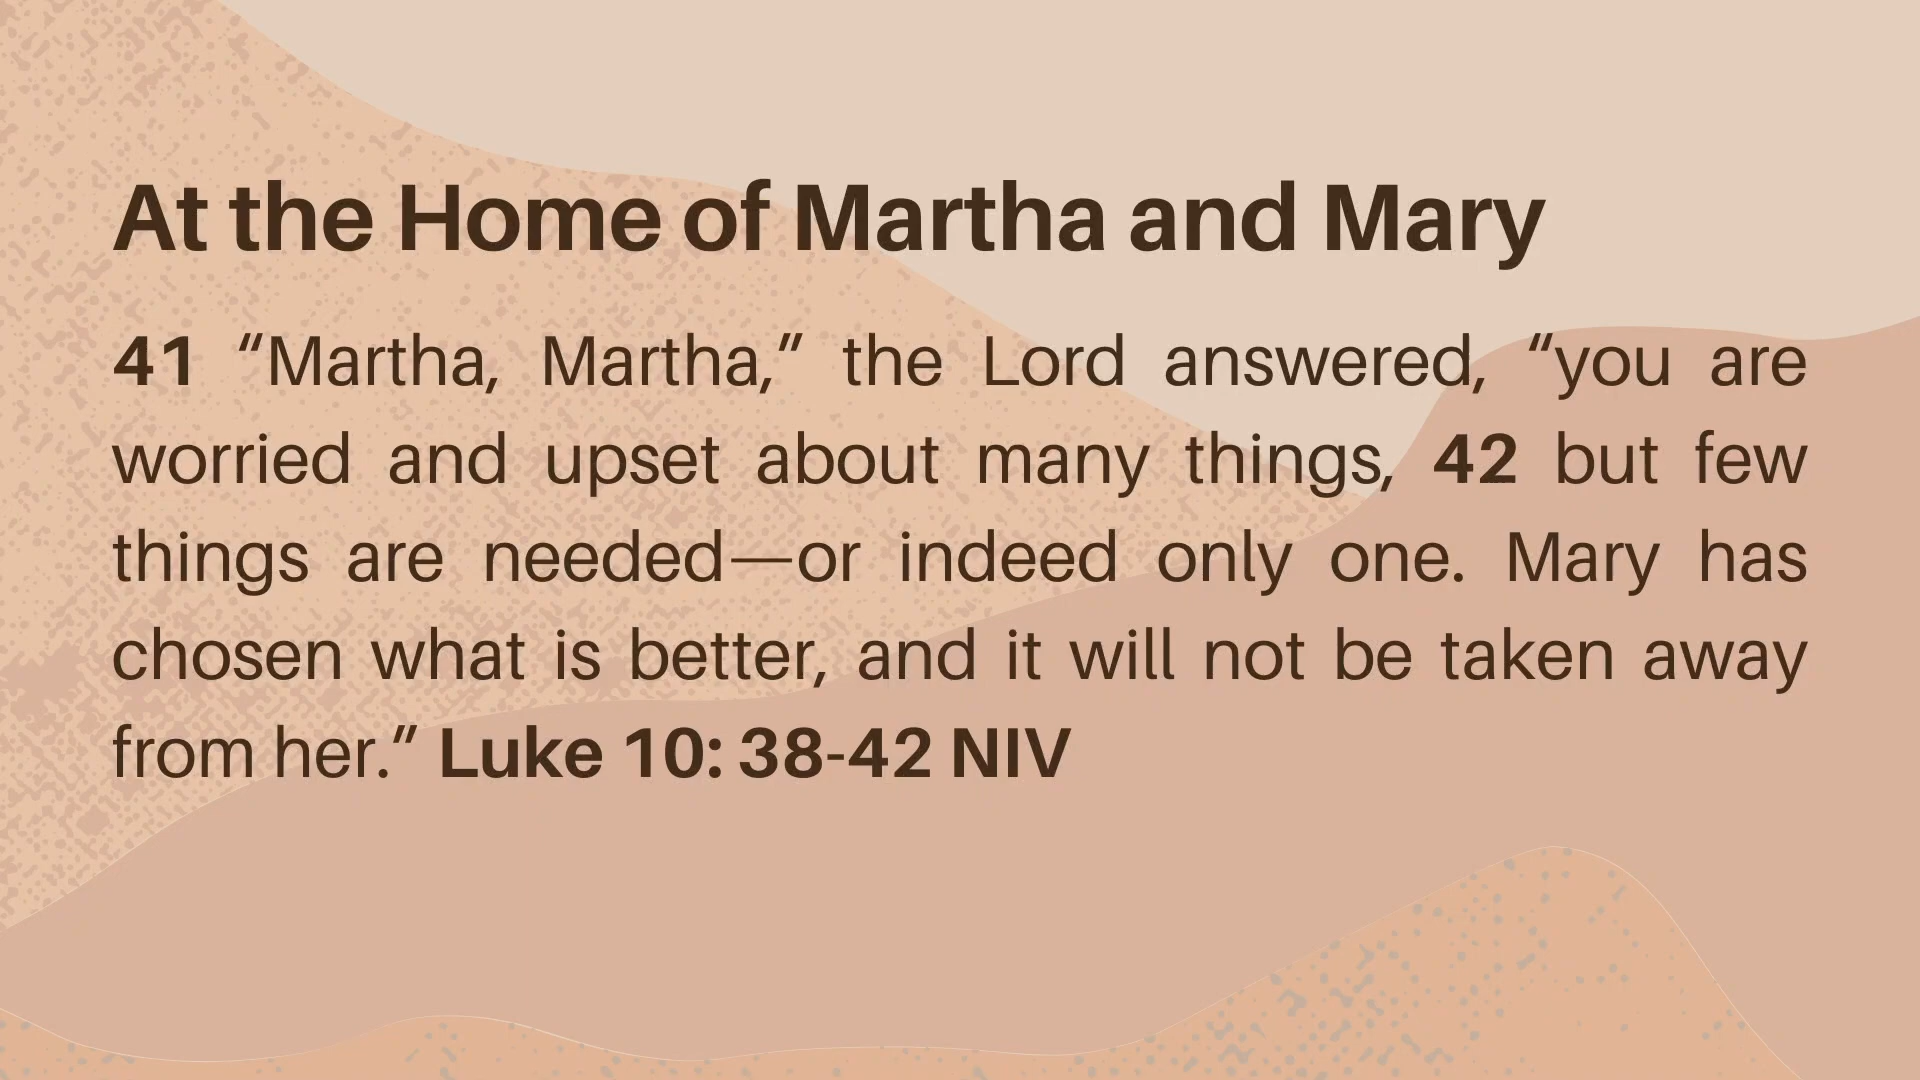 At the Home of Martha and Mary
41 “Martha, Martha,” the Lord answered, “you are
worried and upset about many things, 42 but few
things are needed—or indeed only one. Mary has
chosen what is better, and it will not be taken away
from her.” Luke 10: 38-42 NIV